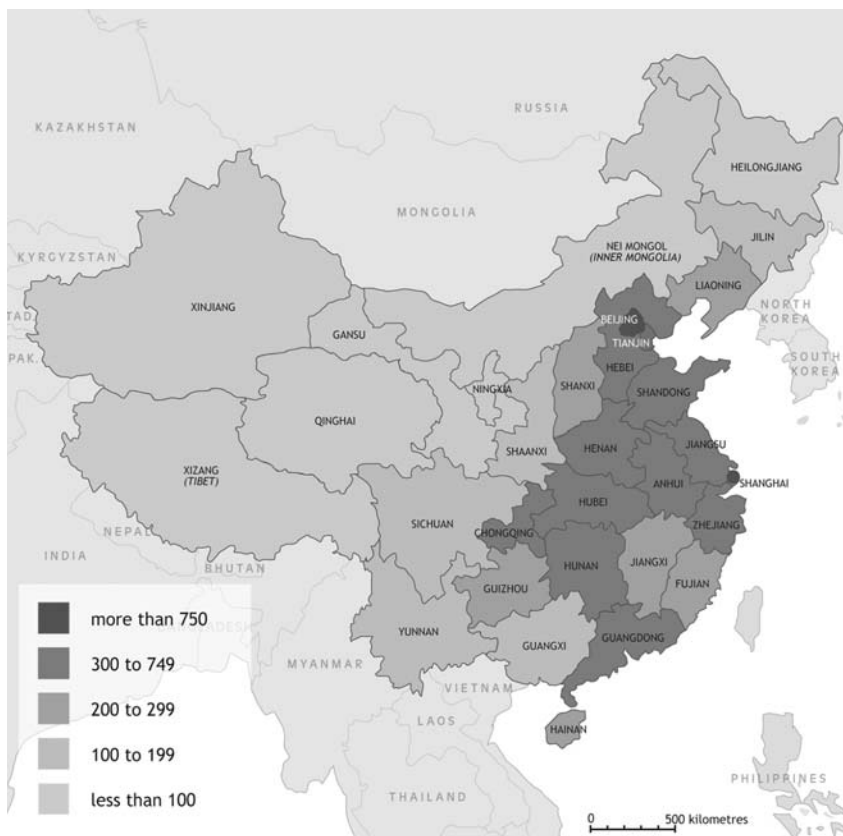 RUSSIA
KAZAKHSTAN
HEILONGJIANG
MONGOLIA
JILIN
NEI MONGOL
(INNER MONGOLIA)
KYRGYZSTAN
LIAONING
XINJIANG
NORTH
KOREA
BEIJING
TAD.
GANSU
TIANJIN
PAK.
SOUTH
KOREA
HEBEI
NINGXIA
SHANXI
SHANDONG
QINGHAI
JIANGSU
HENAN
SHAANXI
XIZANG
(TIBET)
ANHUI
SHANGHAI
HUBEI
SICHUAN
ZHEJIANG
NEPAL
CHONGQING
INDIA
BHUTAN
HUNAN
JIANGXI
GUIZHOU
FUJIAN
more than 750
BANGLADESH
YUNNAN
GUANGXI
GUANGDONG
300 to 749
MYANMAR
VIETNAM
200 to 299
LAOS
HAINAN
100 to 199
PHILIPPINES
THAILAND
less than 100
0 500 kilometres